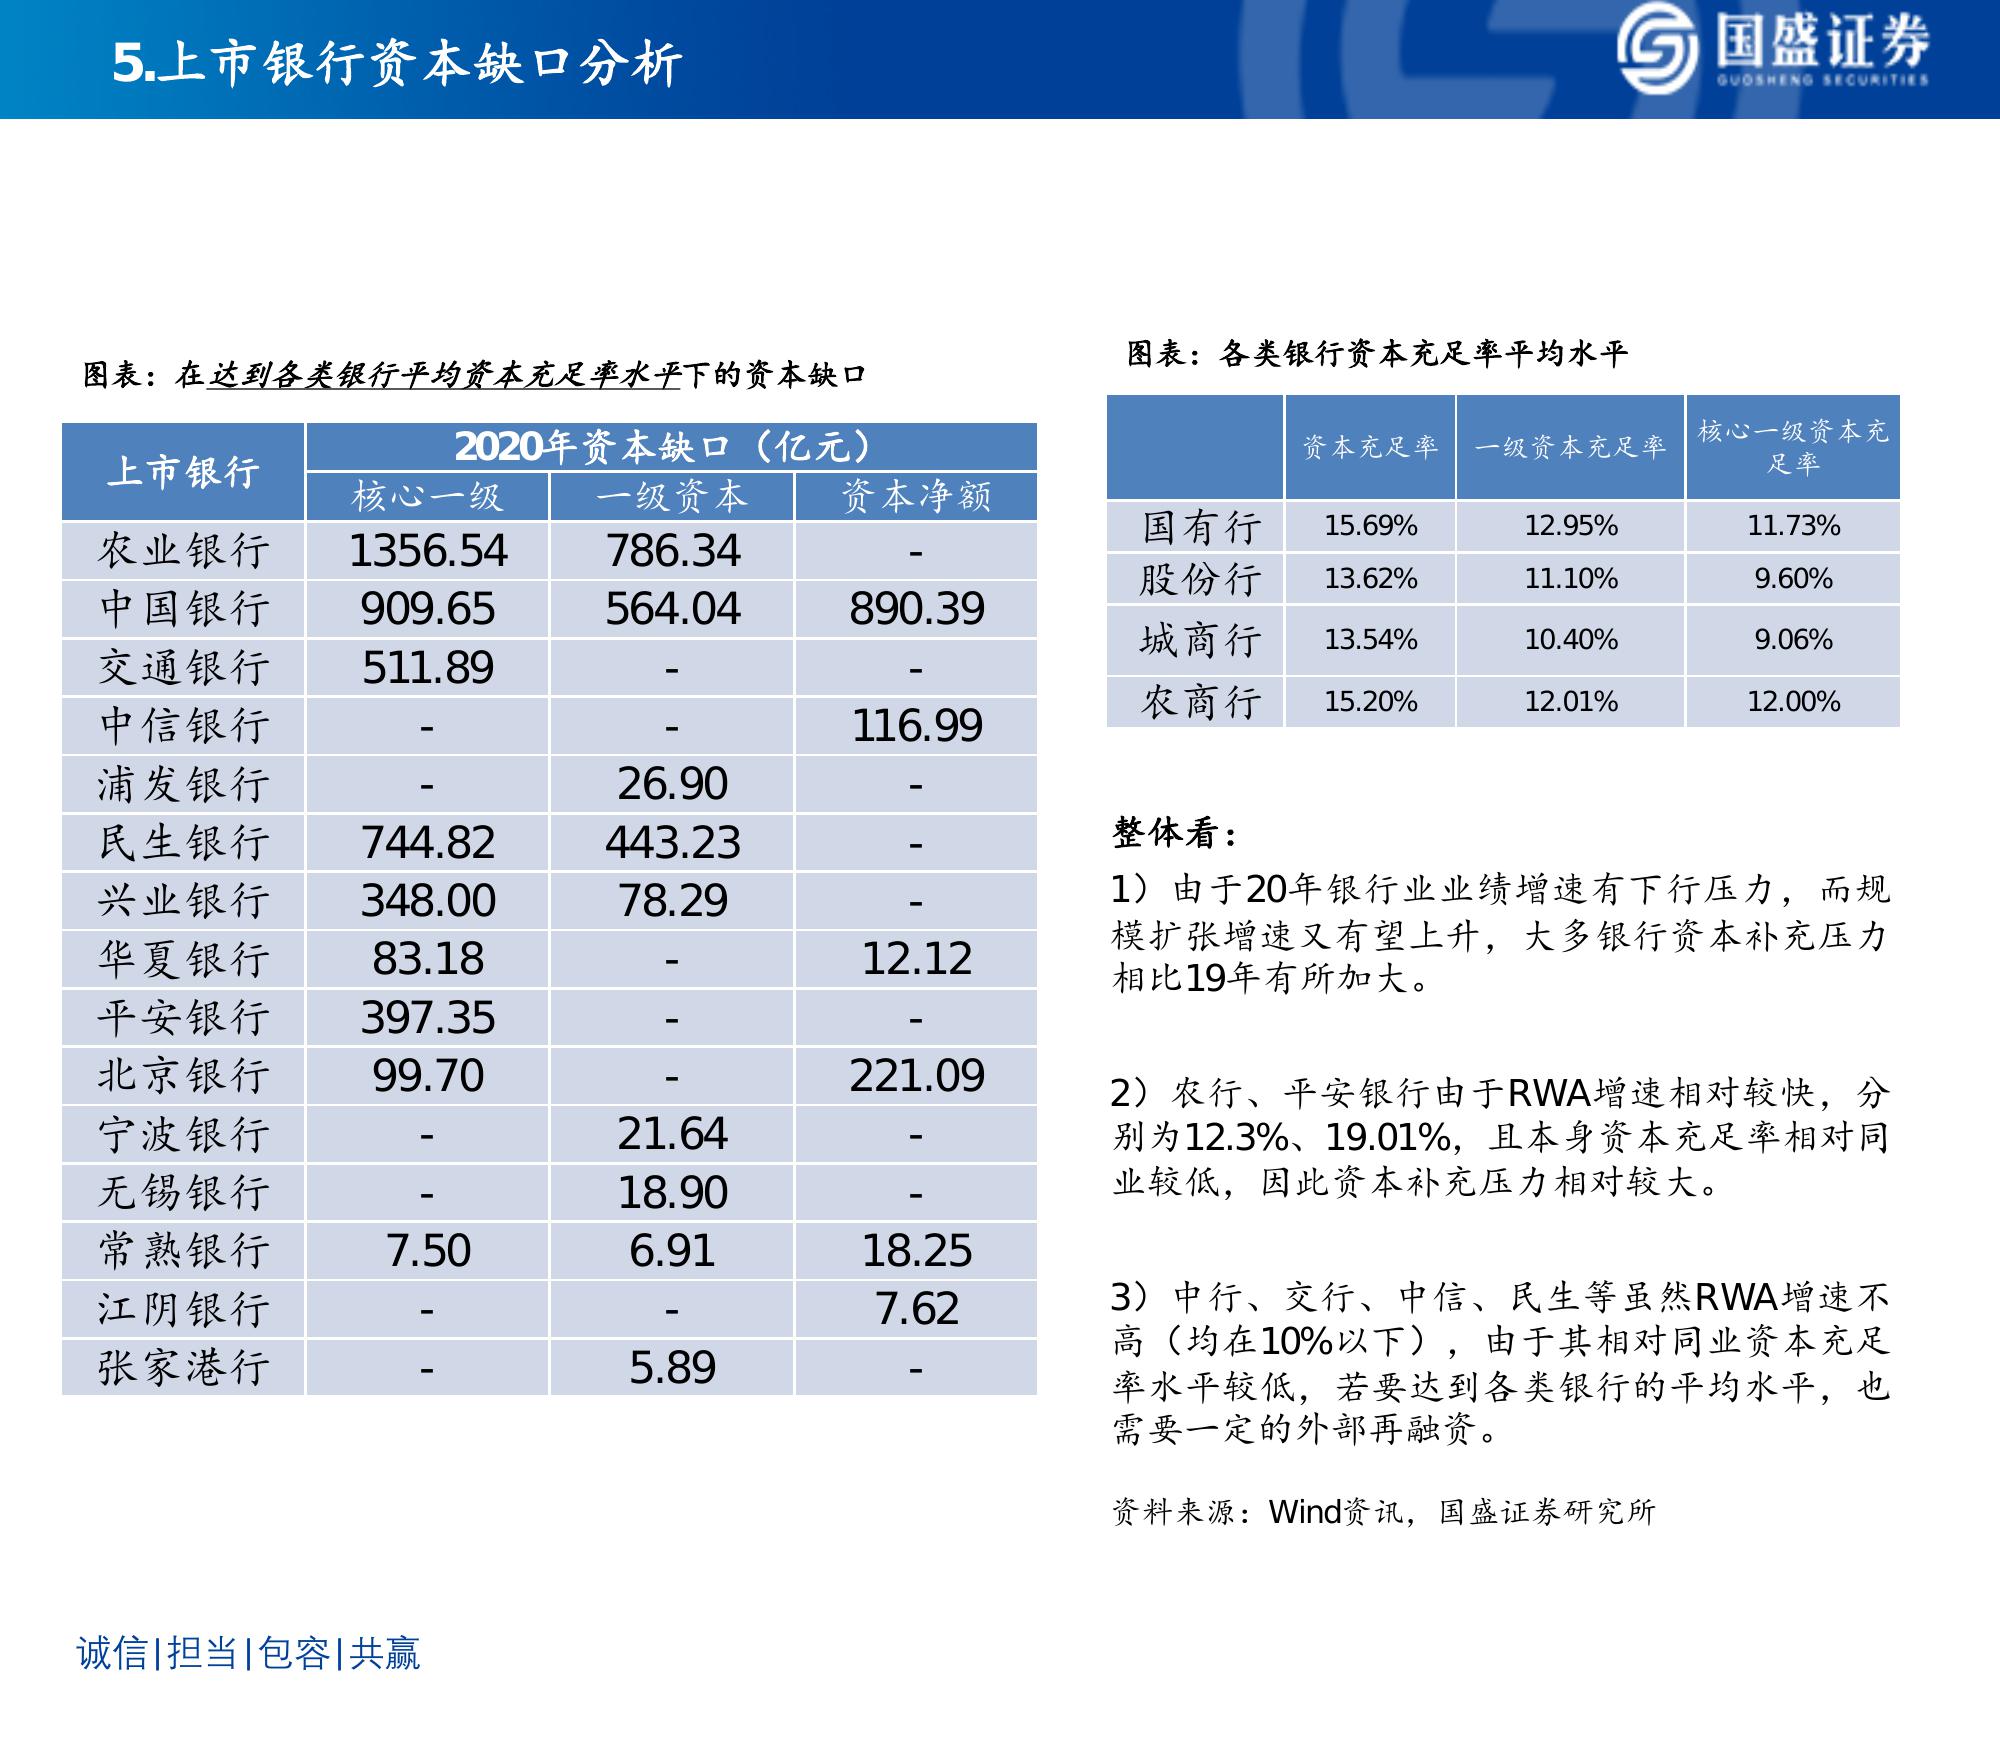 5.上市银行资本缺口分析
国盛证券
GUOSHENG SECURITIES
图表：在达到各类银行平均资本充足率水平下的资本缺口
上市银行 2020年资本缺口（亿元）
核心一级 一级资本 资本净额
农业银行 1356.54 786.34 -
中国银行 909.65 564.04 890.39
交通银行 511.89 - -
中信银行 - - 116.99
浦发银行 - 26.90 -
民生银行 744.82 443.23 -
兴业银行 348.00 78.29 -
华夏银行 83.18 - 12.12
平安银行 397.35 - -
北京银行 99.70 - 221.09
宁波银行 - 21.64 -
无锡银行 - 18.90 -
常熟银行 7.50 6.91 18.25
江阴银行 - - 7.62
张家港行 - 5.89 -
图表：各类银行资本充足率平均水平
资本充足率 一级资本充足率 核心一级资本充
足率
国有行 15.69% 12.95% 11.73%
股份行 13.62% 11.10% 9.60%
城商行 13.54% 10.40% 9.06%
农商行 15.20% 12.01% 12.00%
整体看：
1）由于20年银行业业绩增速有下行压力，而规
模扩张增速又有望上升，大多银行资本补充压力
相比19年有所加大。
2）农行、平安银行由于RWA增速相对较快，分
别为12.3%、19.01%，且本身资本充足率相对同
业较低，因此资本补充压力相对较大。
3）中行、交行、中信、民生等虽然RWA增速不
高（均在10%以下），由于其相对同业资本充足
率水平较低，若要达到各类银行的平均水平，也
需要一定的外部再融资。
资料来源：Wind资讯，国盛证券研究所
诚信|担当|包容|共赢